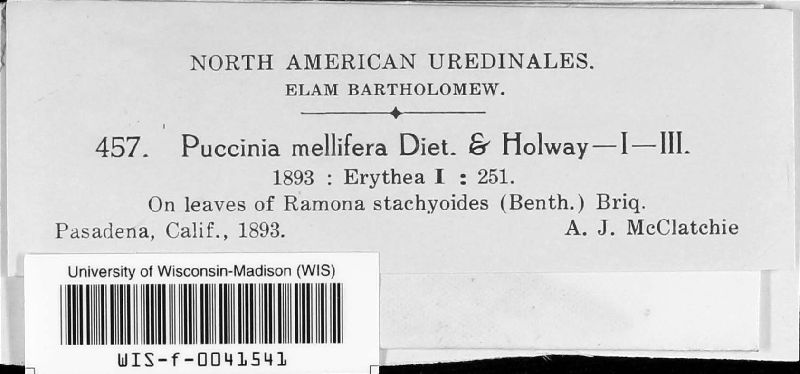 NORTH AMERICAN UREDINALES.
ELAM BARTHOLOMEW.
457. Puccinia mellifera Diet. & Holway—I—III.
1893 : Erythea I : 251.
On leaves of Ramona stachyoides (Benth.) Briq.
Pasadena, Calif., 1893. A. J. McClatchie
University of Wisconsin-Madison (WIS)
WIS-f-0041541